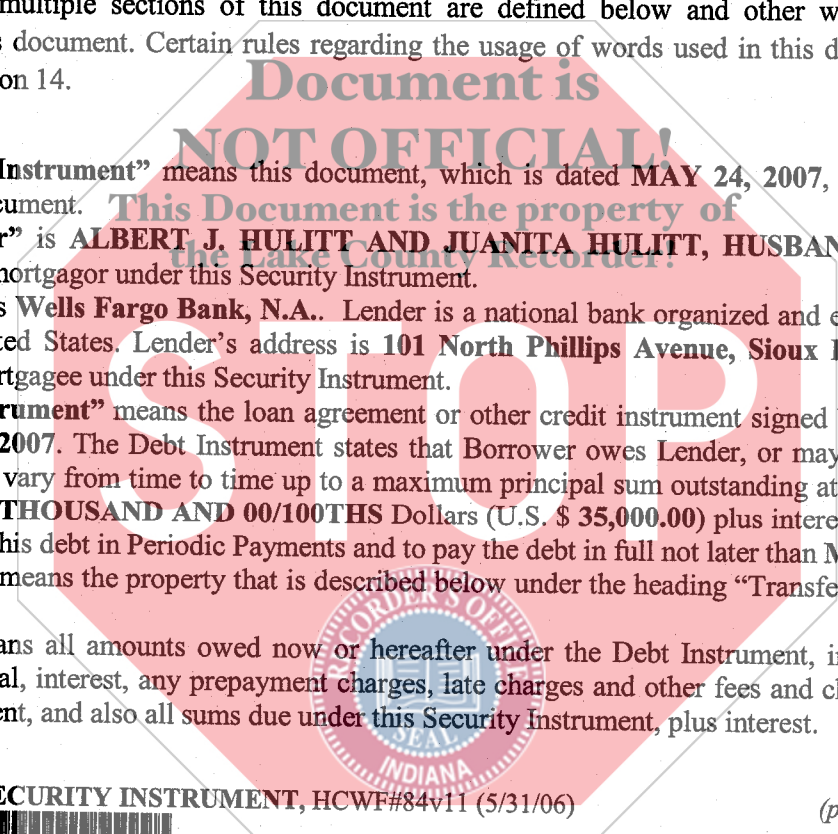 multiple sections of this document are defined below and other w
s document. Certain rules regarding the usage of words used in this d
on 14.
Document is
NOT OFFICIAL!
Instrument” means this document, which is dated MAY 24, 2007,
cument.
This Document is the property of
r” is ALBERT J. HULITT AND JUANITA HULITT, HUSBAN
the Lake County Recorder!
nortgagor under this Security Instrument.
s Wells Fargo Bank, N.A.. Lender is a national bank organized and e
ted States. Lender’s address is 101 North Phillips Avenue, Sioux
rtgagee under this Security Instrument.
STOP
rument” means the loan agreement or other credit instrument signed
2007. The Debt Instrument states that Borrower owes Lender, or may
vary from time to time up to a maximum principal sum outstanding at
THOUSAND AND 00/100THS Dollars (U.S. $ 35,000.00) plus intere
his debt in Periodic Payments and to pay the debt in full not later than M
means the property that is described below under the heading “Transfe
RECORDER'S OFFICE
ans all amounts owed now or hereafter under the Debt Instrument, i
al, interest, any prepayment charges, late charges and other fees and c
ent, and also all sums due under this Security Instrument, plus interest.
SEAL
INDIANA
ECURITY INSTRUMENT, HCWF#84v11 (5/31/06)
(p